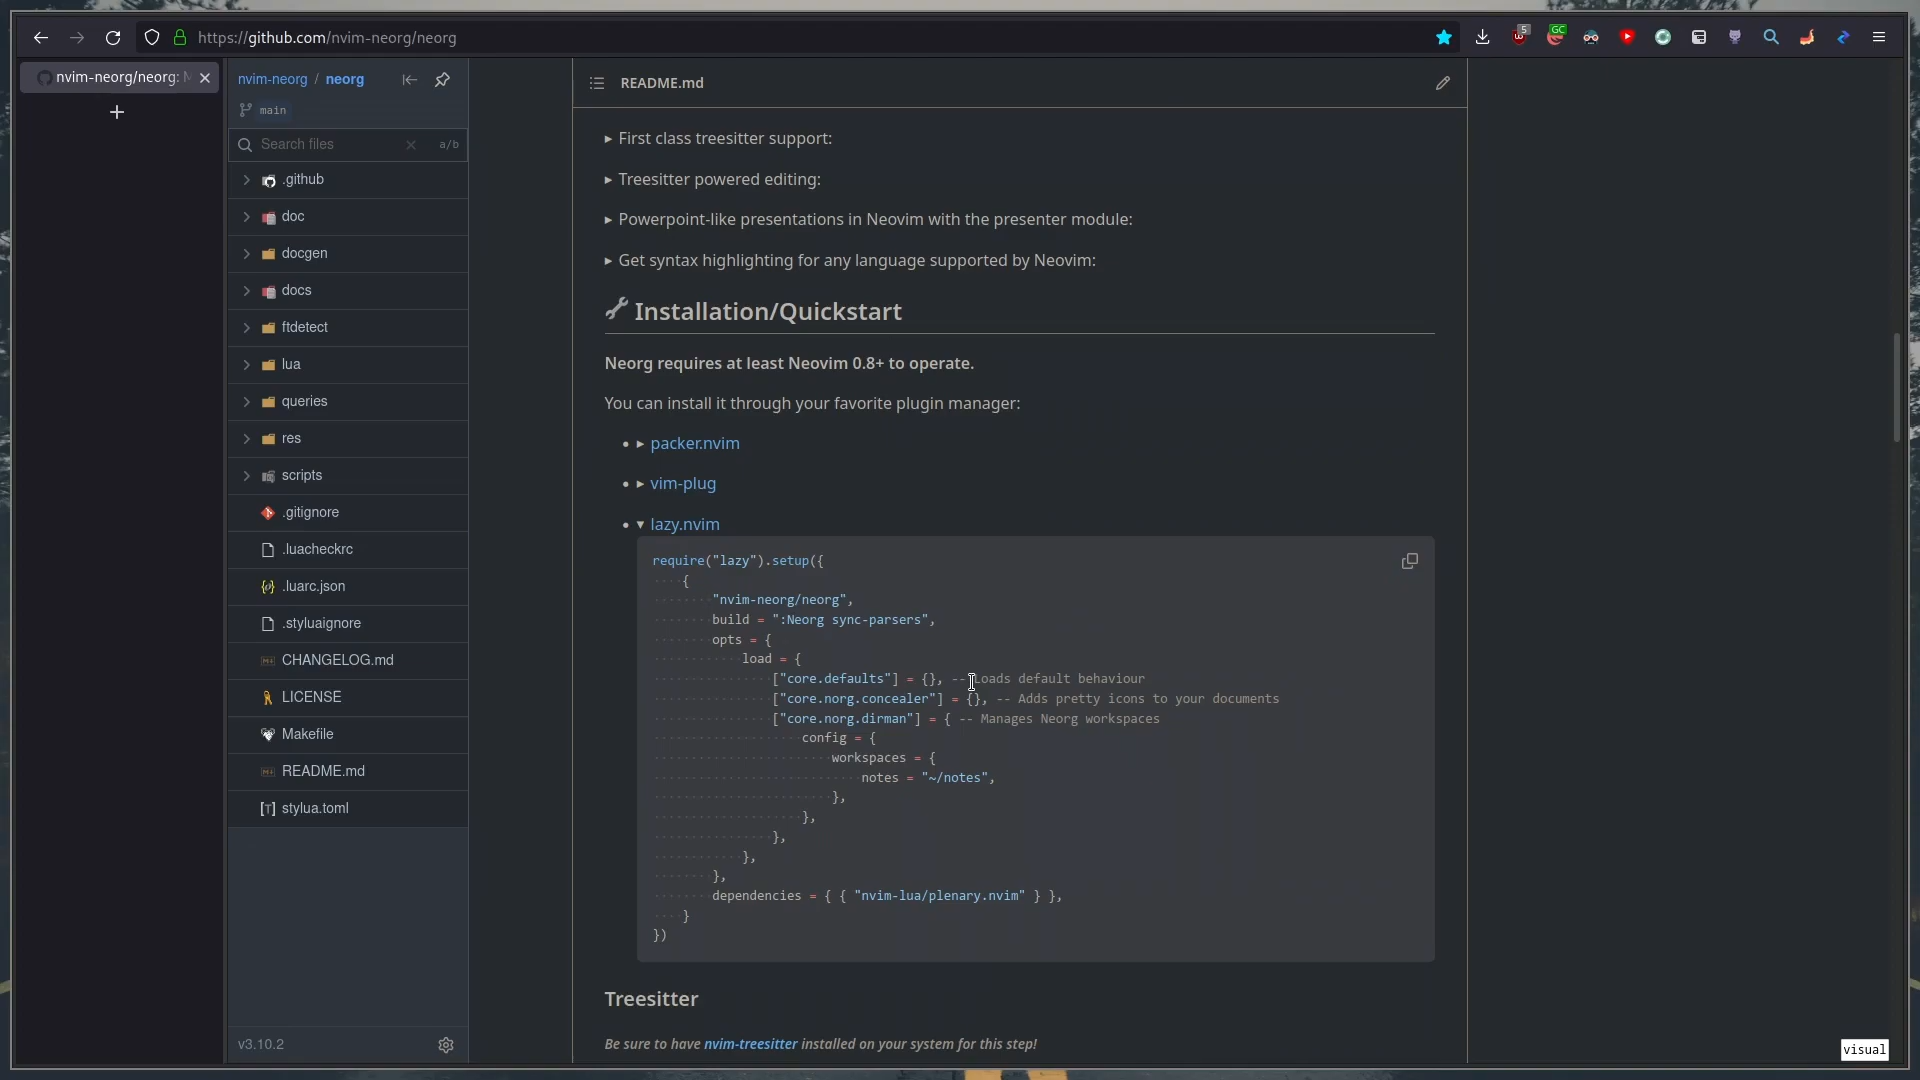 https://github.com/nvim-neorg/neorg
5
GC
nvim-neorg/neorg:
nvim-neorg / neorg
main
Search files
a/b
.github
doc
docgen
docs
ftdetect
lua
queries
res
scripts
.gitignore
.luacheckrc
.luarc.json
.styluaignore
CHANGELOG.md
LICENSE
Makefile
README.md
stylua.toml
v3.10.2
README.md
First class treesitter support:
Treesitter powered editing:
Powerpoint-like presentations in Neovim with the presenter module:
Get syntax highlighting for any language supported by Neovim:
Installation/Quickstart
Neorg requires at least Neovim 0.8+ to operate.
You can install it through your favorite plugin manager:
packer.nvim
vim-plug
lazy.nvim
require("lazy").setup({
{
"nvim-neorg/neorg",
build = ":Neorg sync-parsers",
opts = {
load = {
["core.defaults"] = {}, -- Loads default behaviour
["core.norg.concealer"] = {}, -- Adds pretty icons to your documents
["core.norg.dirman"] = { -- Manages Neorg workspaces
config = {
workspaces = {
notes = "~/notes",
},
},
},
},
},
dependencies = { { "nvim-lua/plenary.nvim" } },
}
})
Treesitter
Be sure to have nvim-treesitter installed on your system for this step!
visual